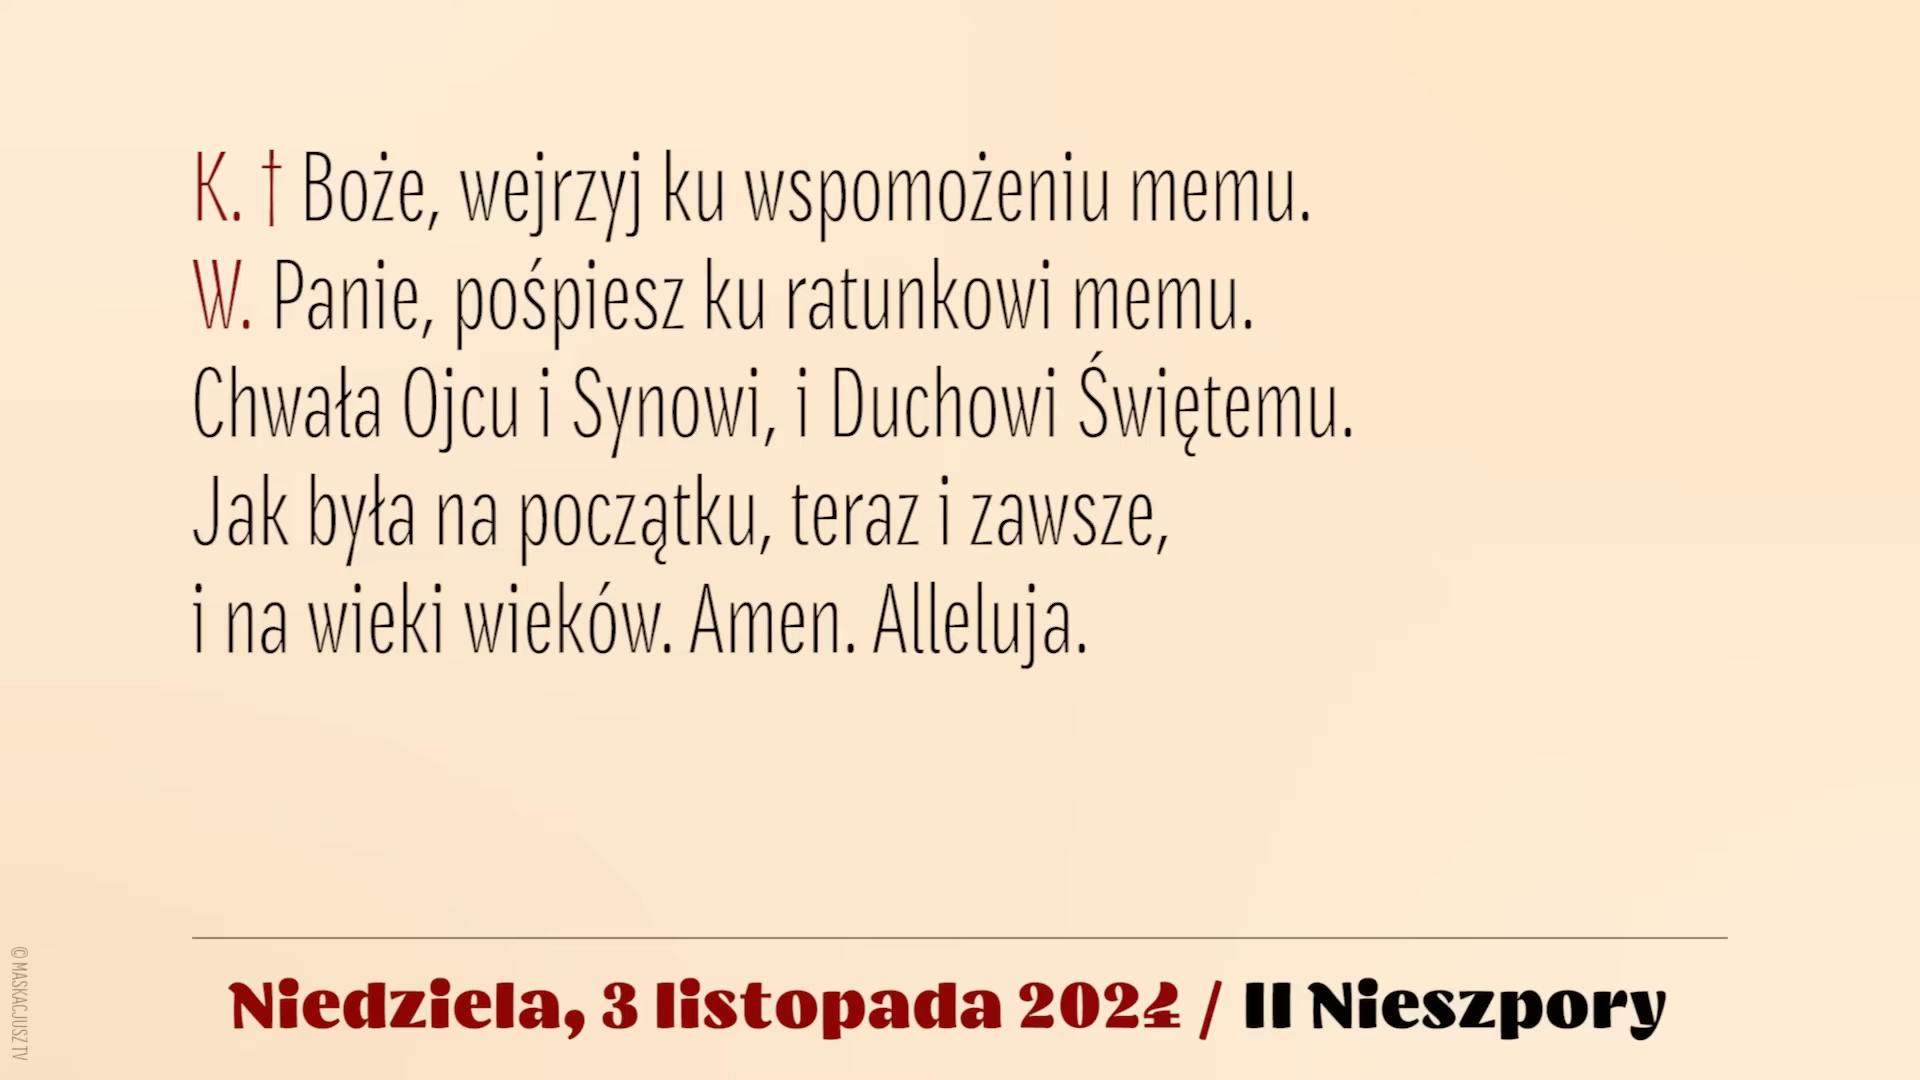 K. † Boże, wejrzyj ku wspomożeniu memu.
W. Panie, pośpiesz ku ratunkowi memu.
Chwała Ojcu i Synowi, i Duchowi Świętemu.
Jak była na początku, teraz i zawsze,
i na wieki wieków. Amen. Alleluja.
Niedziela, 3 listopada 2024 / II Nieszpory
© MASKACJUSZ TV